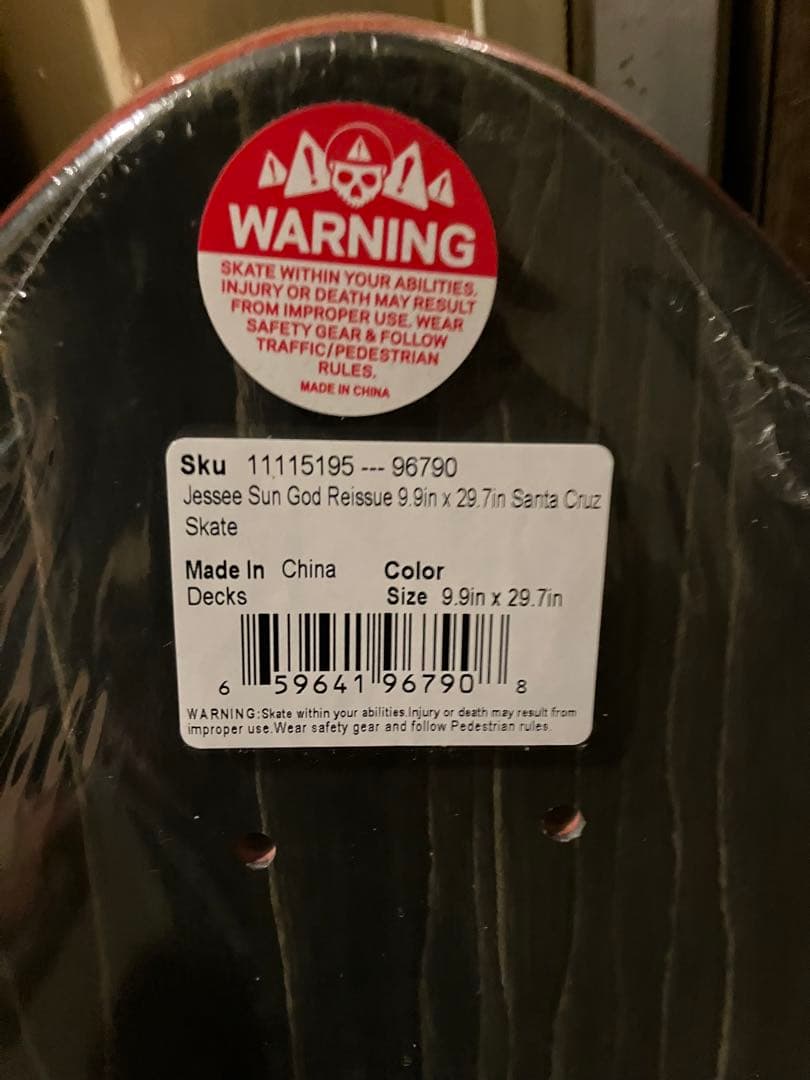 WARNING
SKATE WITHIN YOUR ABILITIES.
INJURY OR DEATH MAY RESULT
FROM IMPROPER USE. WEAR
SAFETY GEAR & FOLLOW
TRAFFIC/PEDESTRIAN
RULES.
MADE IN CHINA
Sku 11115195 --- 96790
Jessee Sun God Reissue 9.9in x 29.7in Santa Cruz
Skate
Made In China Color
Decks Size 9.9in x 29.7in
6 59641 96790 8
WARNING:Skate within your abilities.Injury or death may result from
improper use.Wear safety gear and follow Pedestrian rules.